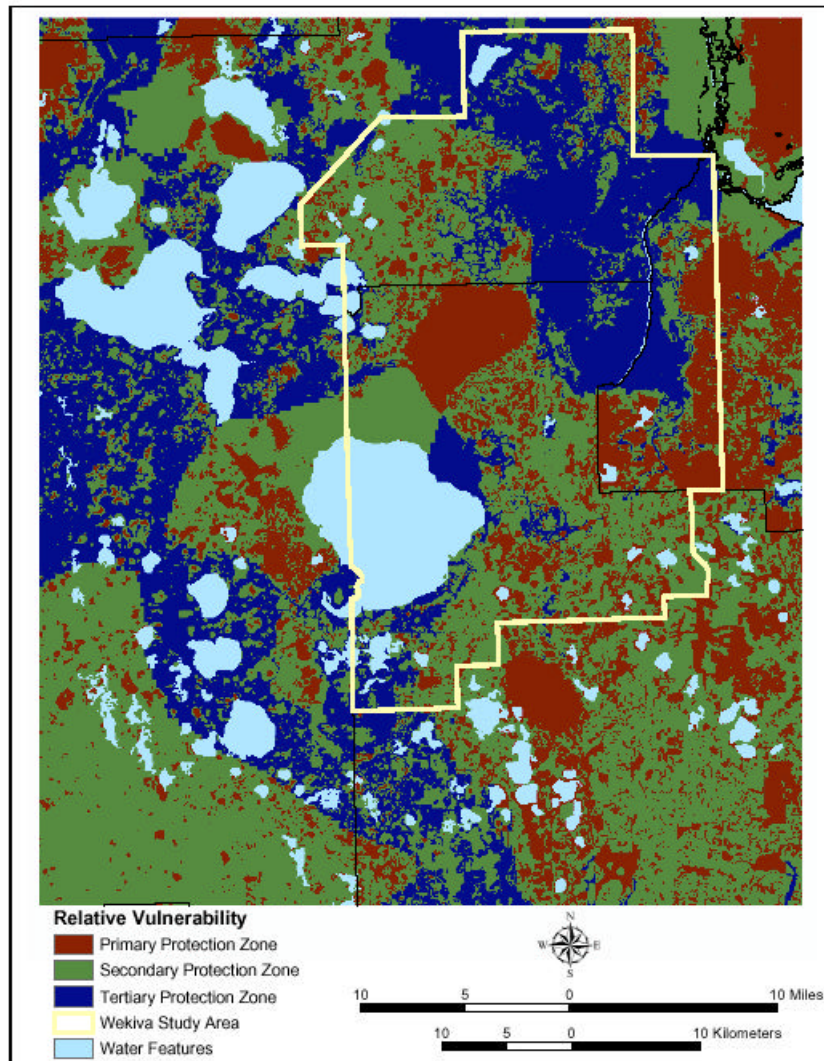 Relative Vulnerability
Primary Protection Zone
Secondary Protection Zone
Tertiary Protection Zone
Wekiva Study Area
Water Features
N
W E
S
10 5 0 10 Miles
10 5 0 10 Kilometers